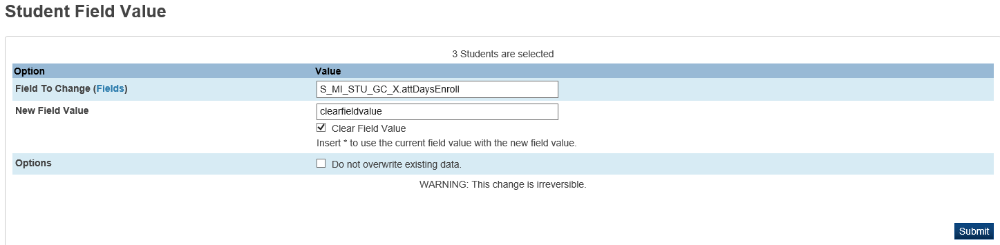 Student Field Value
3 Students are selected
Option Value
Field To Change (Fields) S_MI_STU_GC_X.attDaysEnroll
New Field Value clearfieldvalue
Clear Field Value
Insert * to use the current field value with the new field value.
Options Do not overwrite existing data.
WARNING: This change is irreversible.
Submit